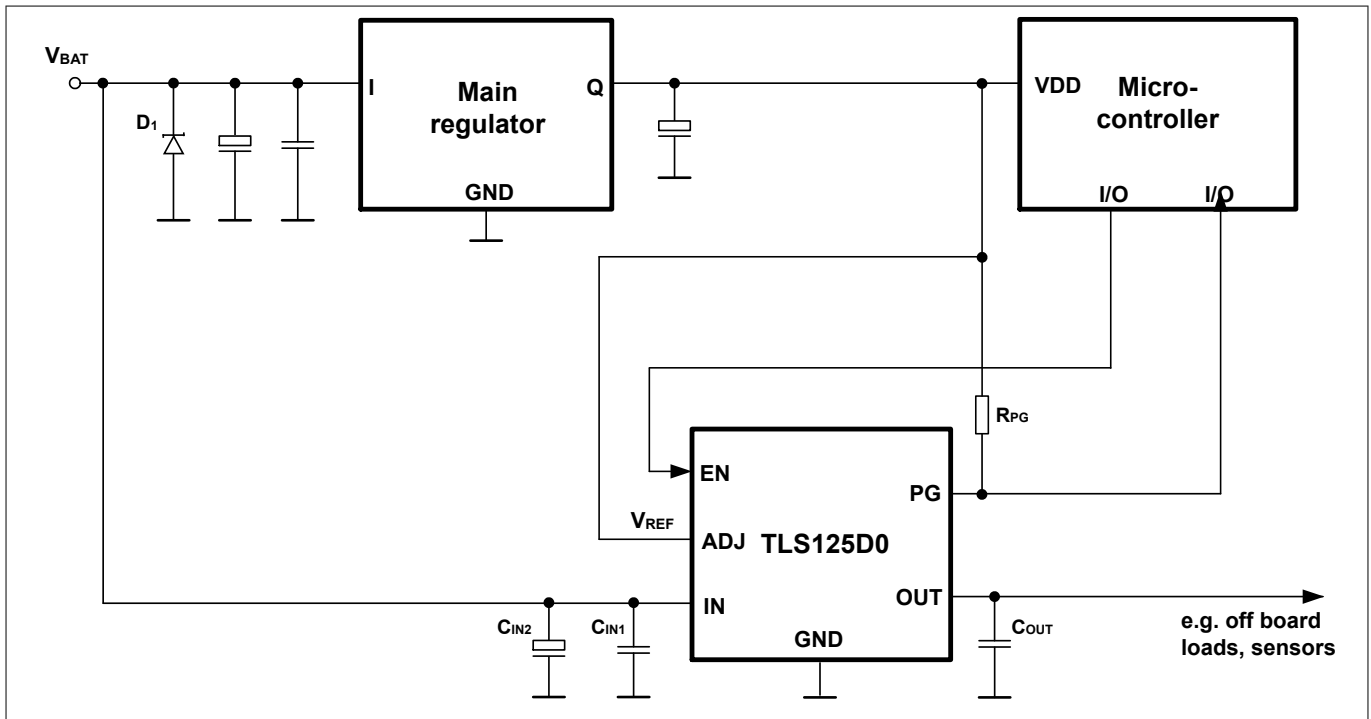 VBAT
D1
I
Main
regulator
Q
GND
VDD
Micro-
controller
I/O
I/O
RPG
EN
PG
VREF
ADJ
TLS125D0
IN
OUT
GND
CIN2
CIN1
COUT
e.g. off board
loads, sensors